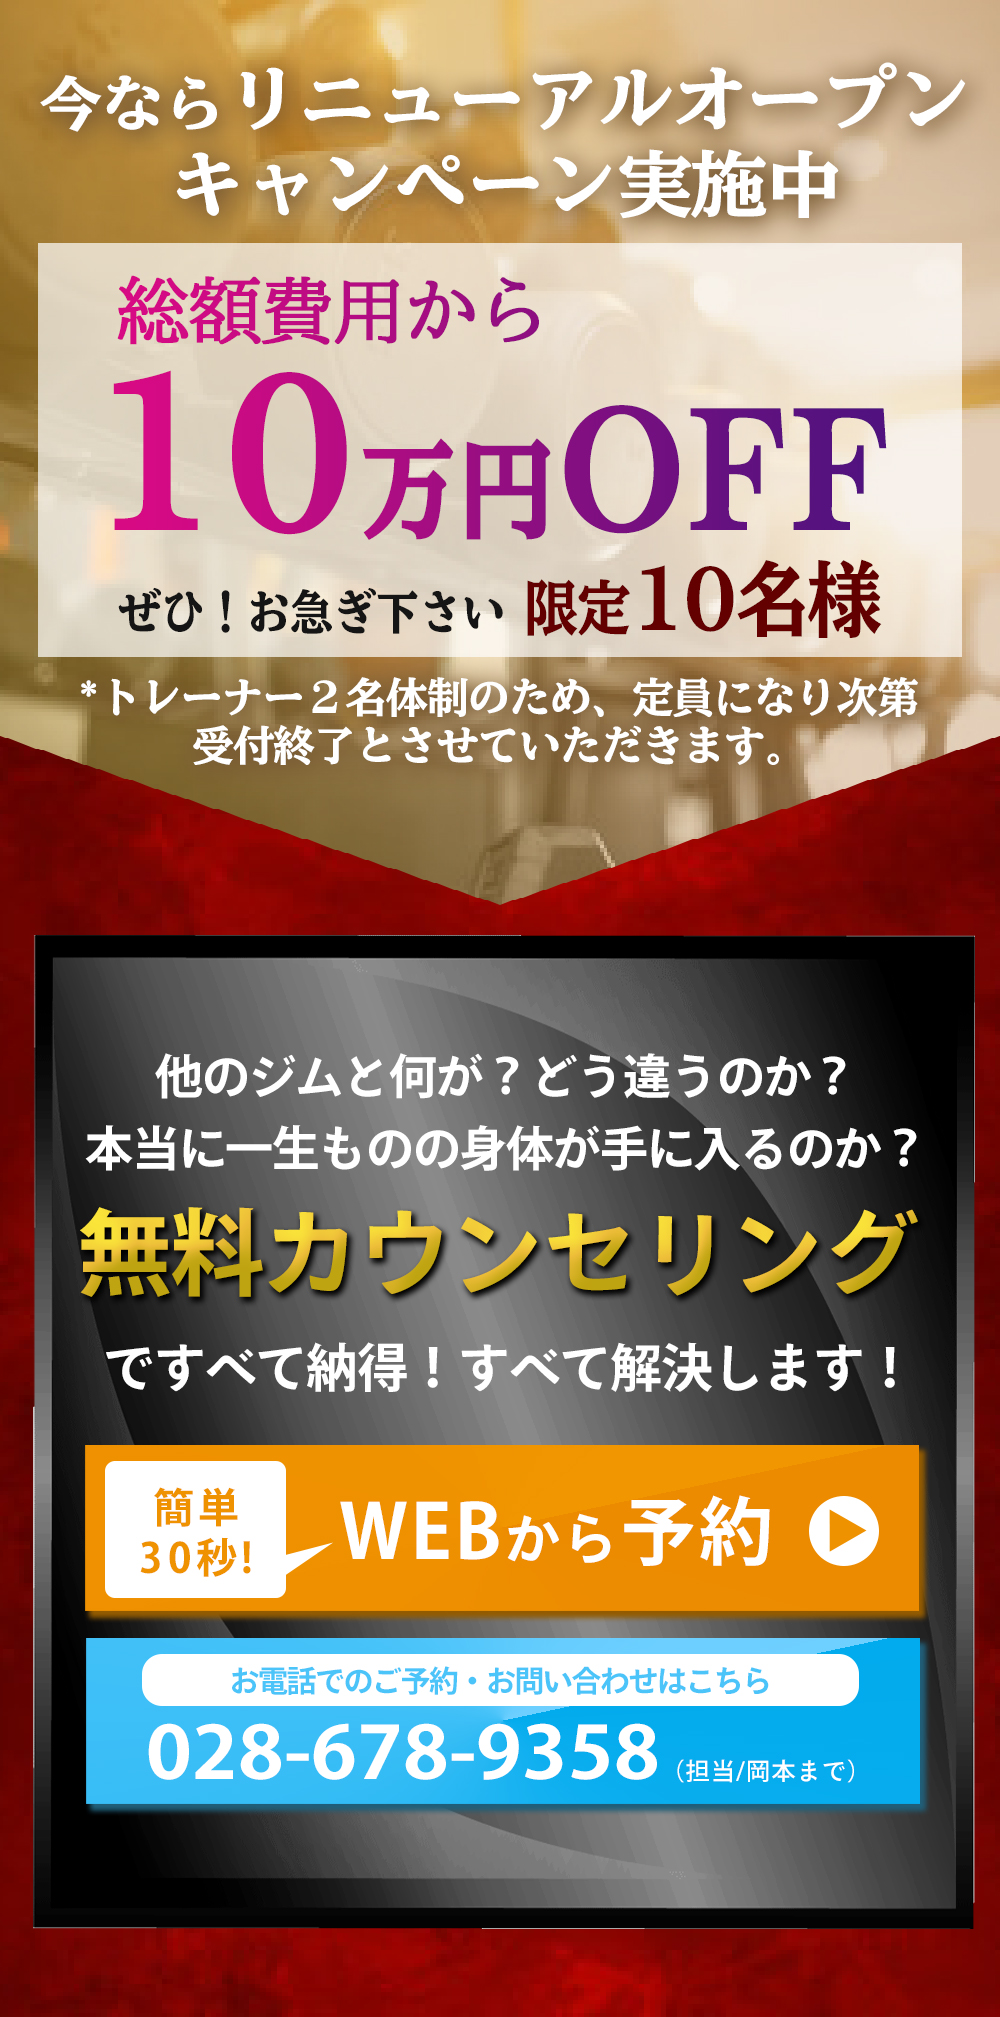 今ならリニューアルオープン
キャンペーン実施中
総額費用から
10万円OFF
ぜひ！お急ぎ下さい 限定10名様
*トレーナー２名体制のため、定員になり次第
受付終了とさせていただきます。
他のジムと何が？どう違うのか？
本当に一生ものの身体が手に入るのか？
無料カウンセリング
ですべて納得！すべて解決します！
簡単
30秒!
WEBから予約
お電話でのご予約・お問い合わせはこちら
028-678-9358（担当/岡本まで）